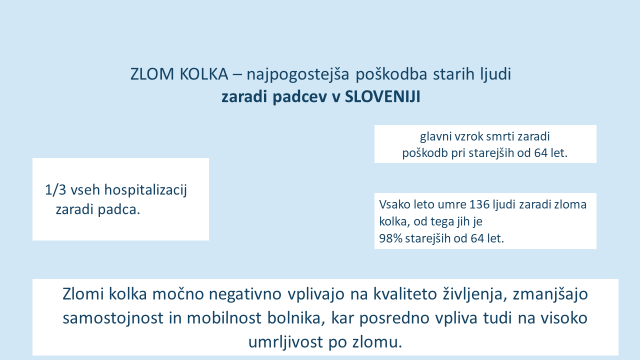 ZLOM KOLKA – najpogostejša poškodba starih ljudi
zaradi padcev v SLOVENIJI
glavni vzrok smrti zaradi
poškodb pri starejših od 64 let.
1/3 vseh hospitalizacij
zaradi padca.
Vsako leto umre 136 ljudi zaradi zloma
kolka, od tega jih je
98% starejših od 64 let.
Zlomi kolka močno negativno vplivajo na kvaliteto življenja, zmanjšajo
samostojnost in mobilnost bolnika, kar posredno vpliva tudi na visoko
umrljivost po zlomu.